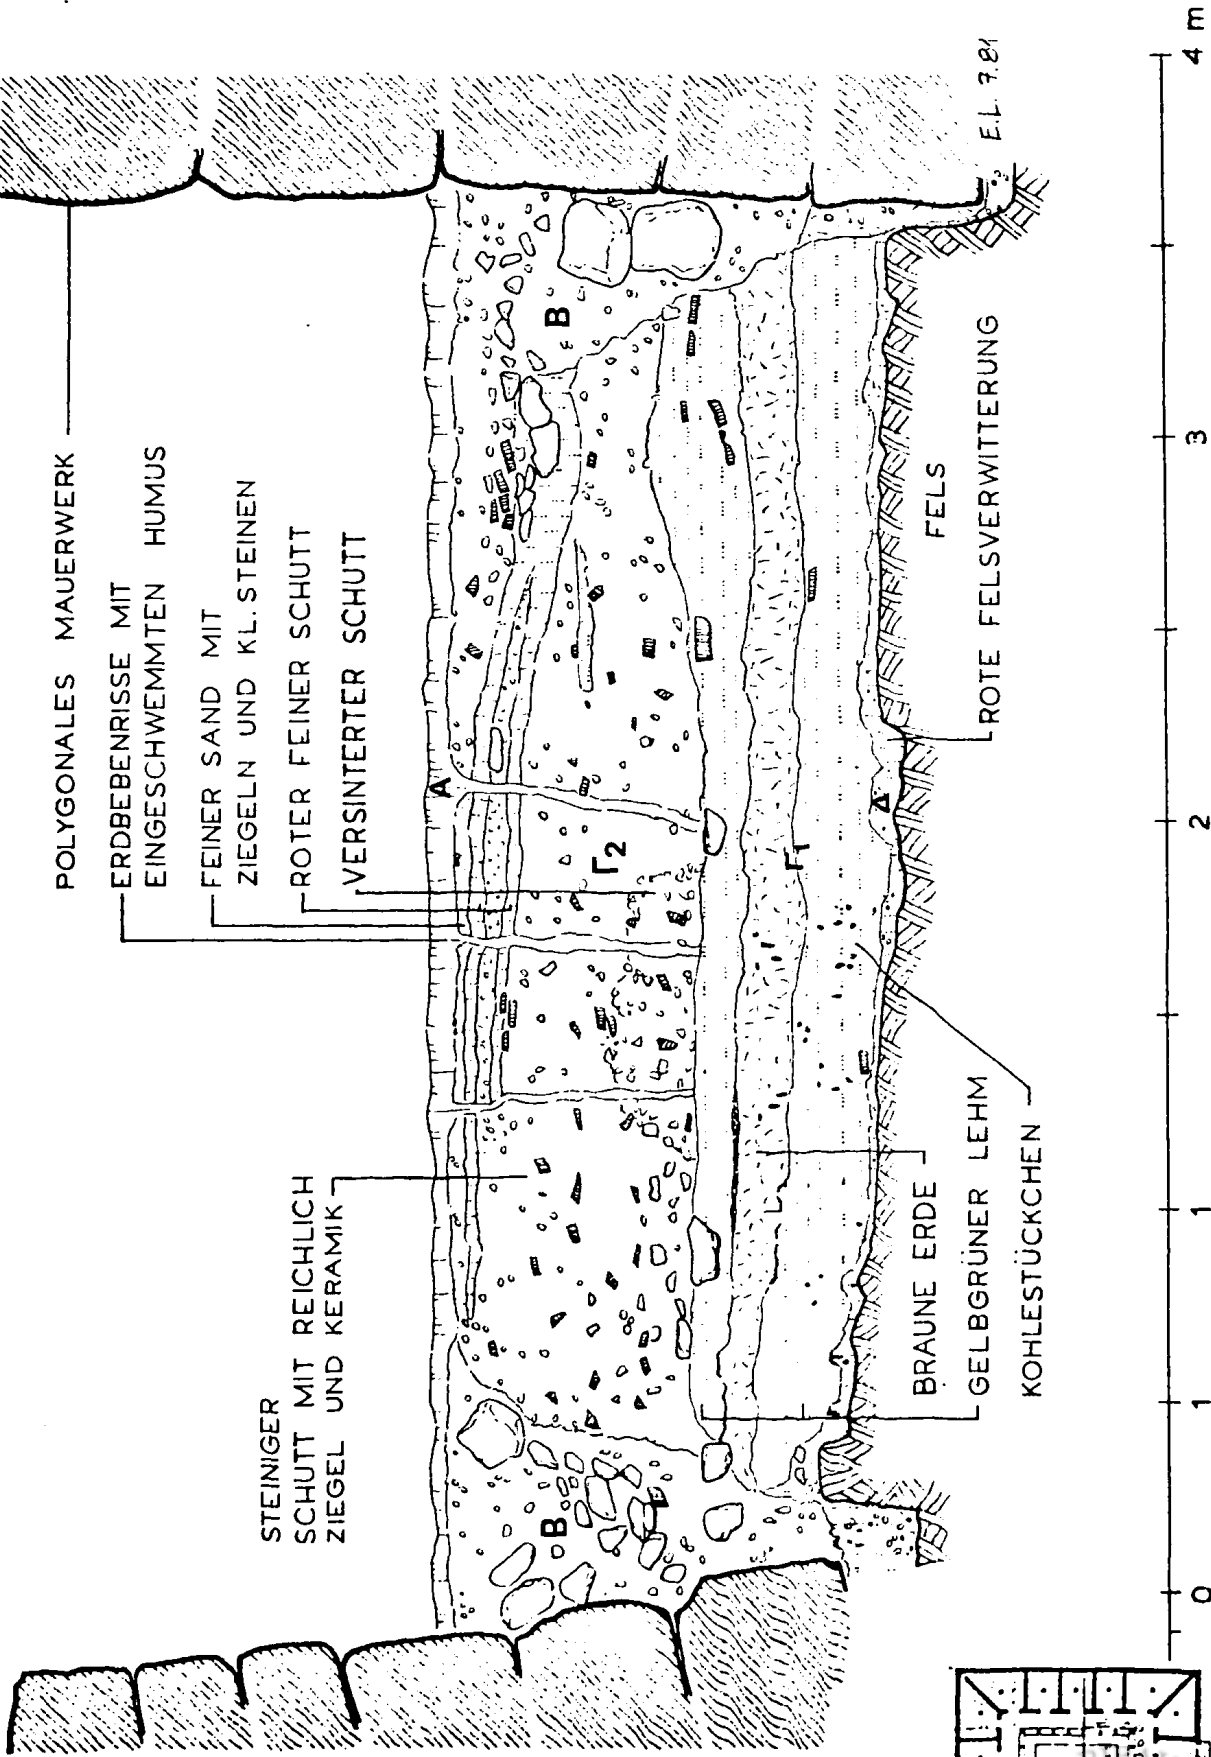 POLYGONALES MAUERWERK
ERDBEBENRISSE MIT
EINGESCHWEMMTEN HUMUS
FEINER SAND MIT
ZIEGELN UND KL.STEINEN
ROTER FEINER SCHUTT
VERSINTERTER SCHUTT
STEINIGER
SCHUTT MIT REICHLICH
ZIEGEL UND KERAMIK
A
B
B
Γ2
Γ1
Δ
BRAUNE ERDE
GELBGRÜNER LEHM
KOHLESTÜCKCHEN
FELS
ROTE FELSVERWITTERUNG
E.L. 7.81
0 1 1 2 3 4 m